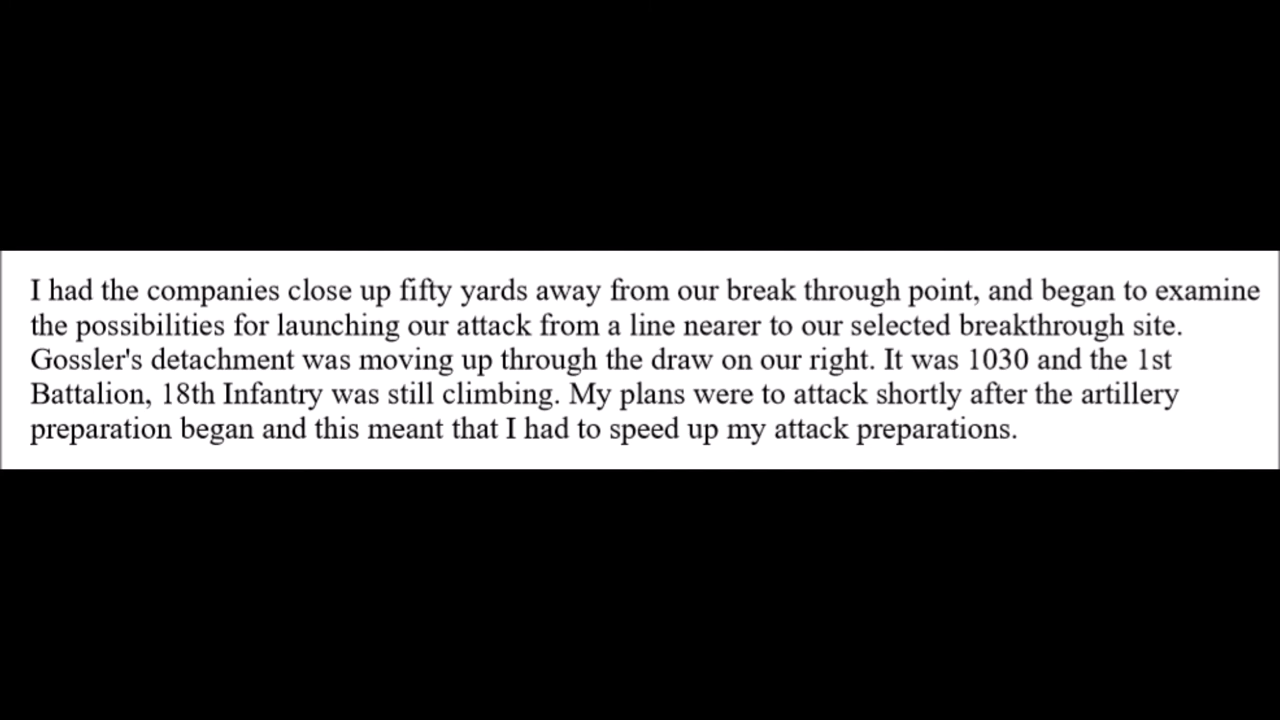 I had the companies close up fifty yards away from our break through point, and began to examine
the possibilities for launching our attack from a line nearer to our selected breakthrough site.
Gossler's detachment was moving up through the draw on our right. It was 1030 and the 1st
Battalion, 18th Infantry was still climbing. My plans were to attack shortly after the artillery
preparation began and this meant that I had to speed up my attack preparations.